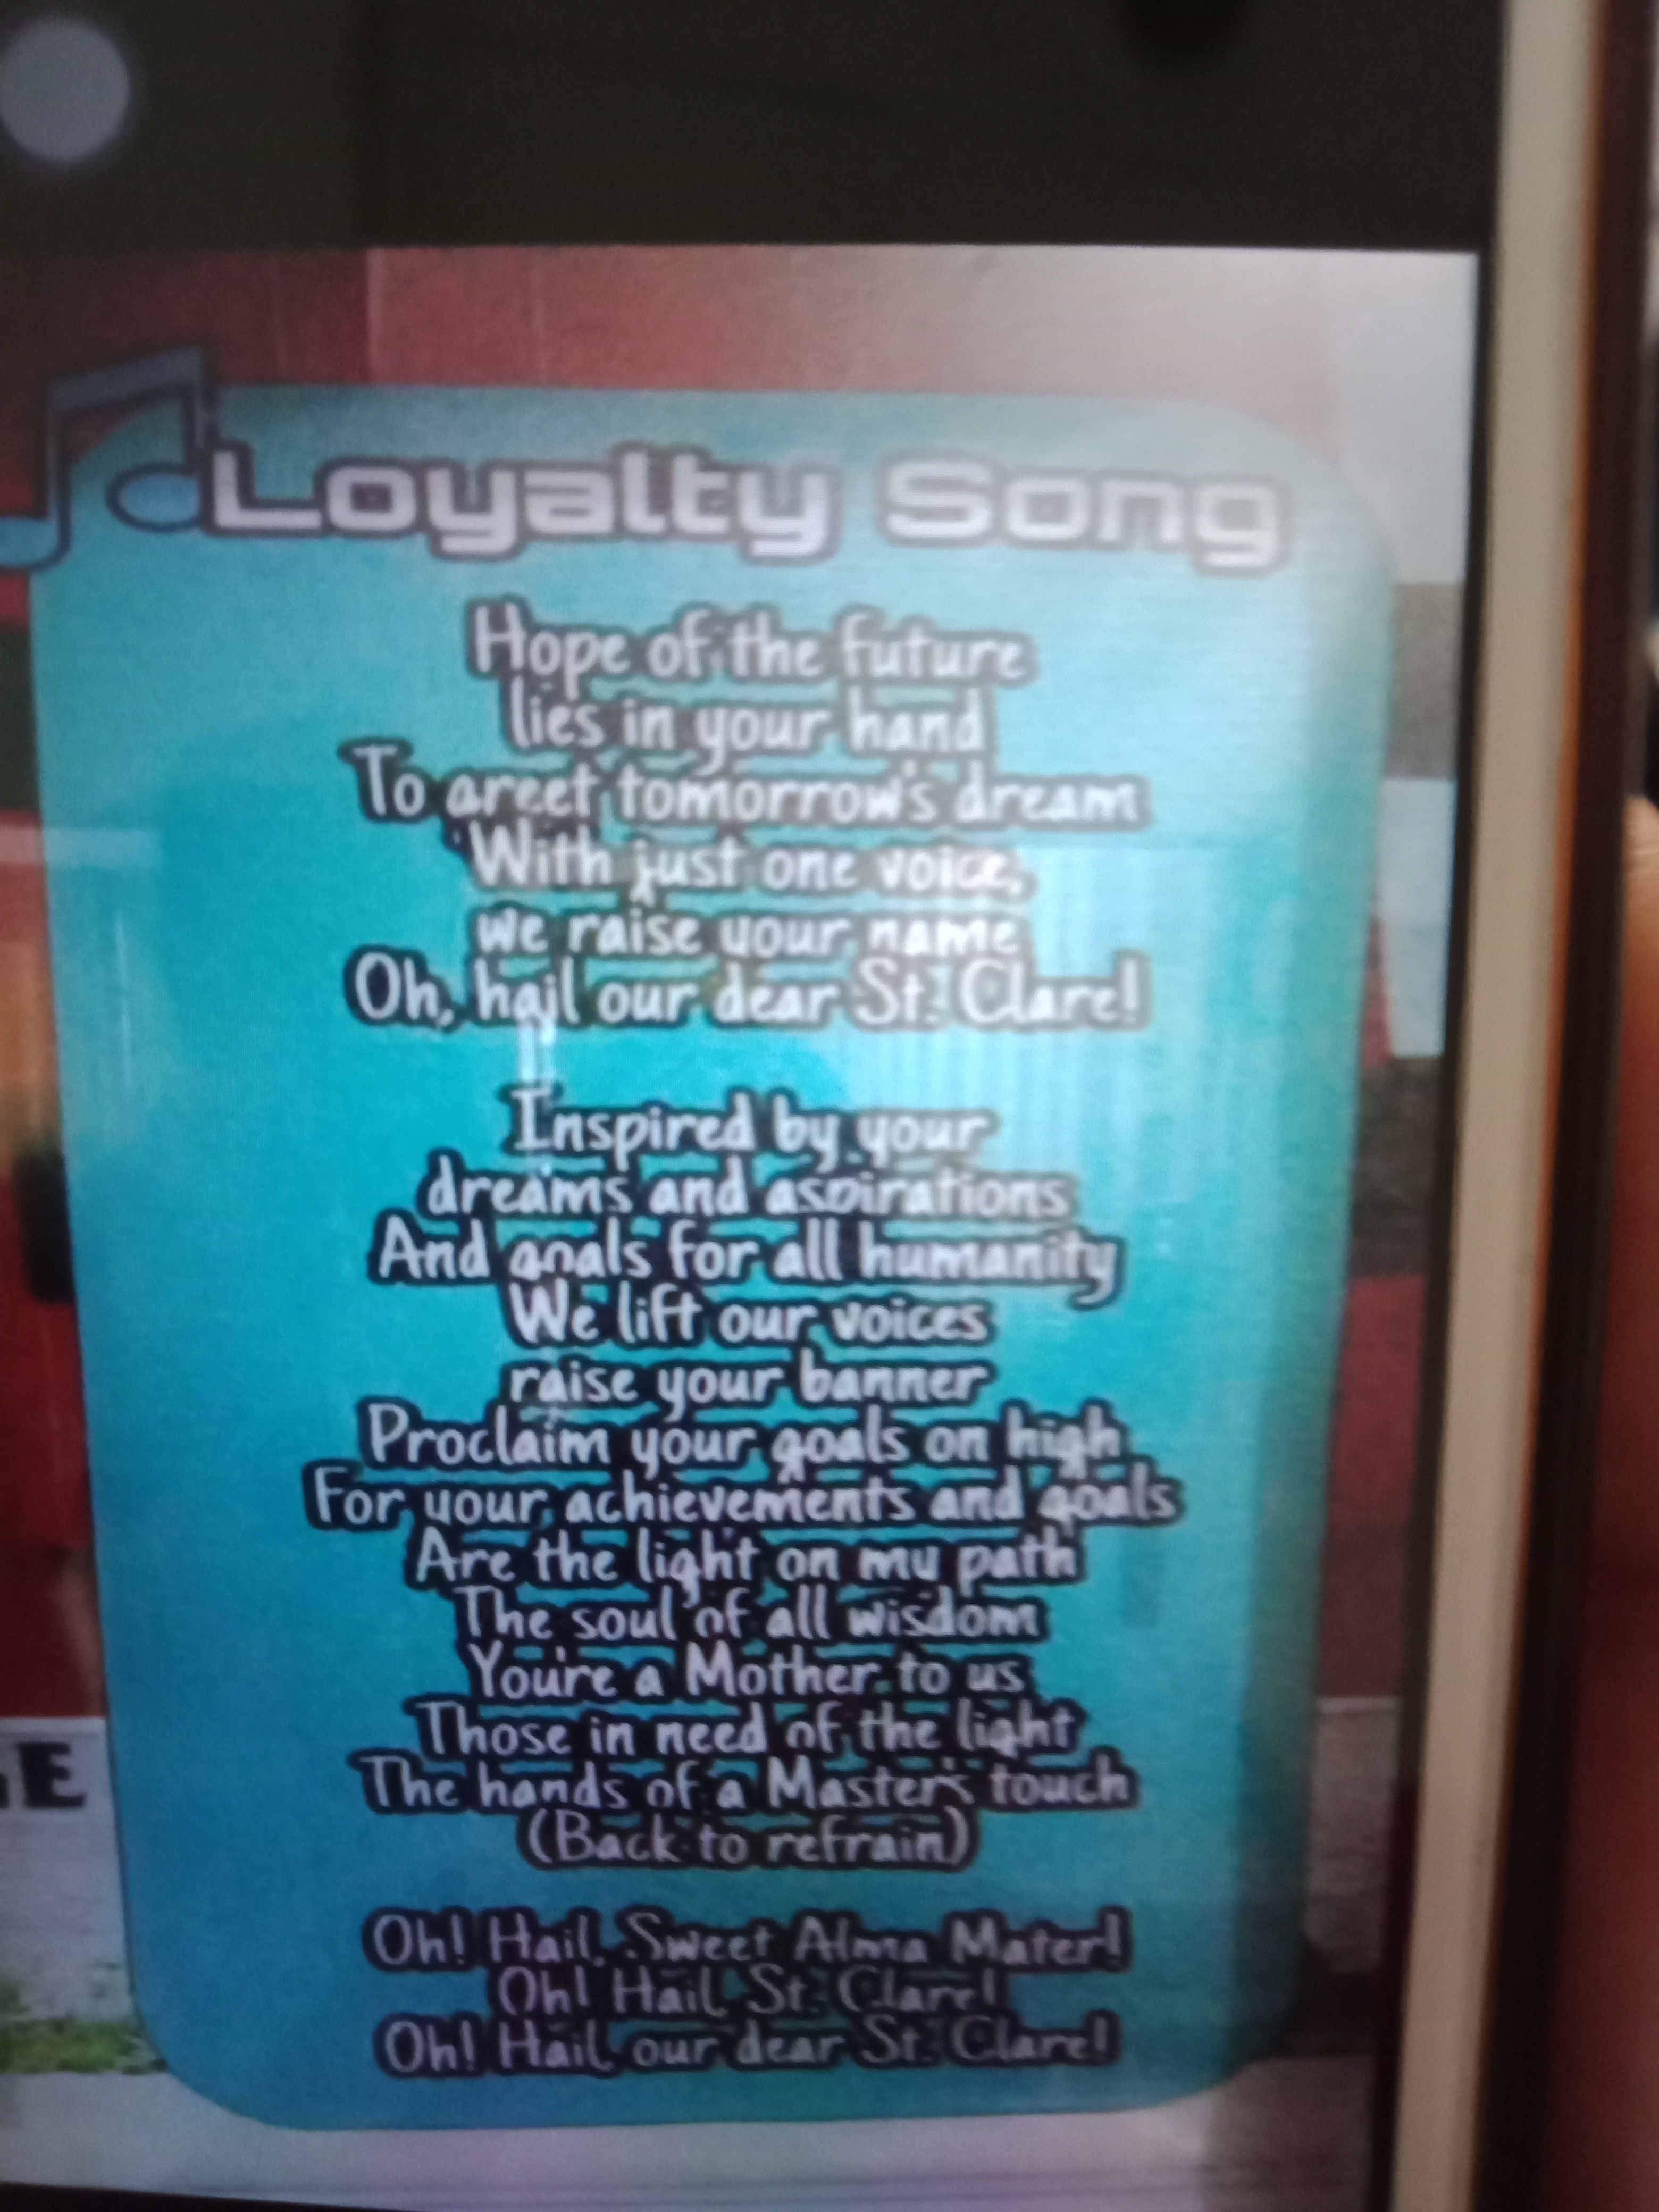 Loyalty Song
Hope of the future
lies in your hand
To greet tomorrow's dream
With just one voice,
we raise your name
Oh, hail our dear St. Clare!
Inspired by your
dreams and aspirations
And goals for all humanity
We lift our voices
raise your banner
Proclaim your goals on high
For your achievements and goals
Are the light on my path
The soul of all wisdom
You're a Mother to us
Those in need of the light
The hands of a Master's touch
(Back to refrain)
Oh! Hail, Sweet Alma Mater!
Oh! Hail, St. Clare!
Oh! Hail, our dear St. Clare!